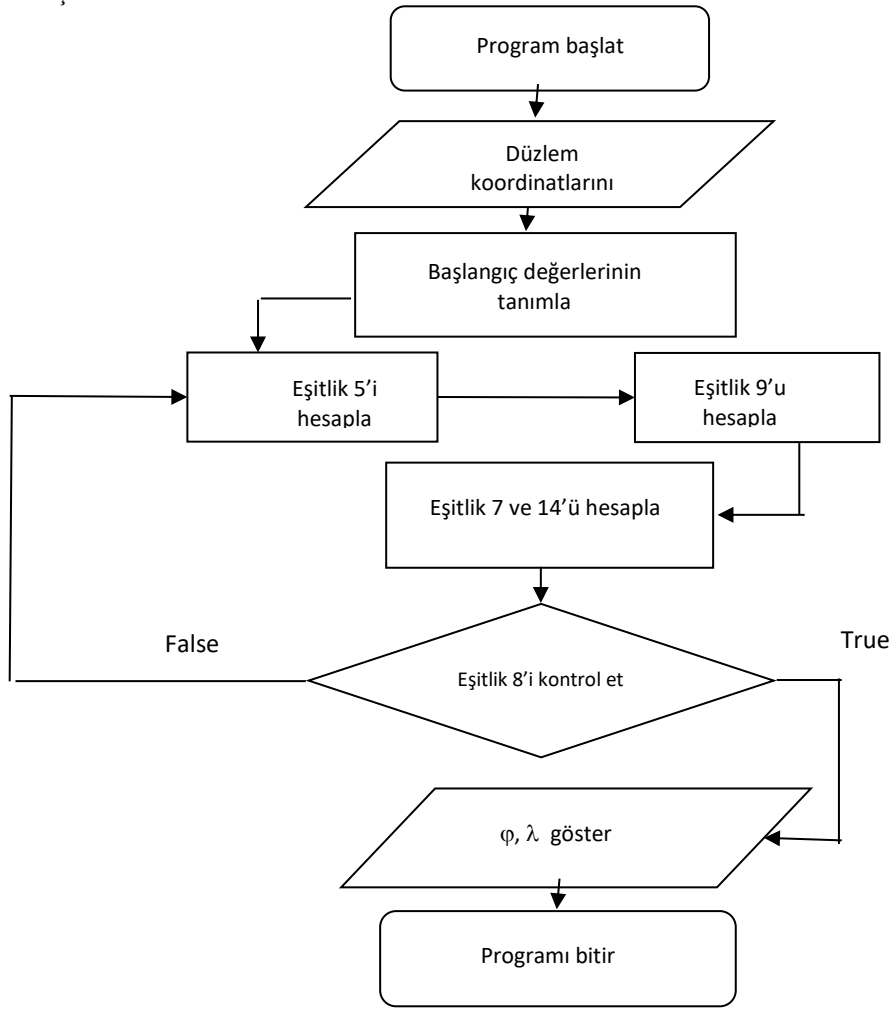 Program başlat
Düzlem
koordinatlarını
Başlangıç değerlerinin
tanımla
Eşitlik 5’i
hesapla
Eşitlik 9’u
hesapla
Eşitlik 7 ve 14’ü hesapla
False
True
Eşitlik 8’i kontrol et
φ, λ göster
Programı bitir